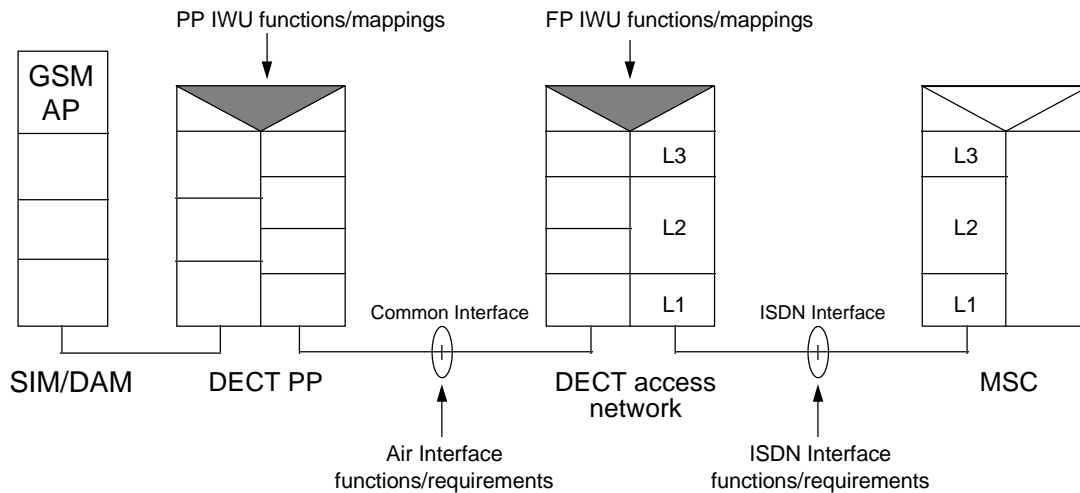 PP IWU functions/mappings
FP IWU functions/mappings
GSM
AP
L3
L3
L2
L2
L1
L1
Common Interface
ISDN Interface
SIM/DAM
DECT PP
DECT access
network
MSC
Air Interface
functions/requirements
ISDN Interface
functions/requirements